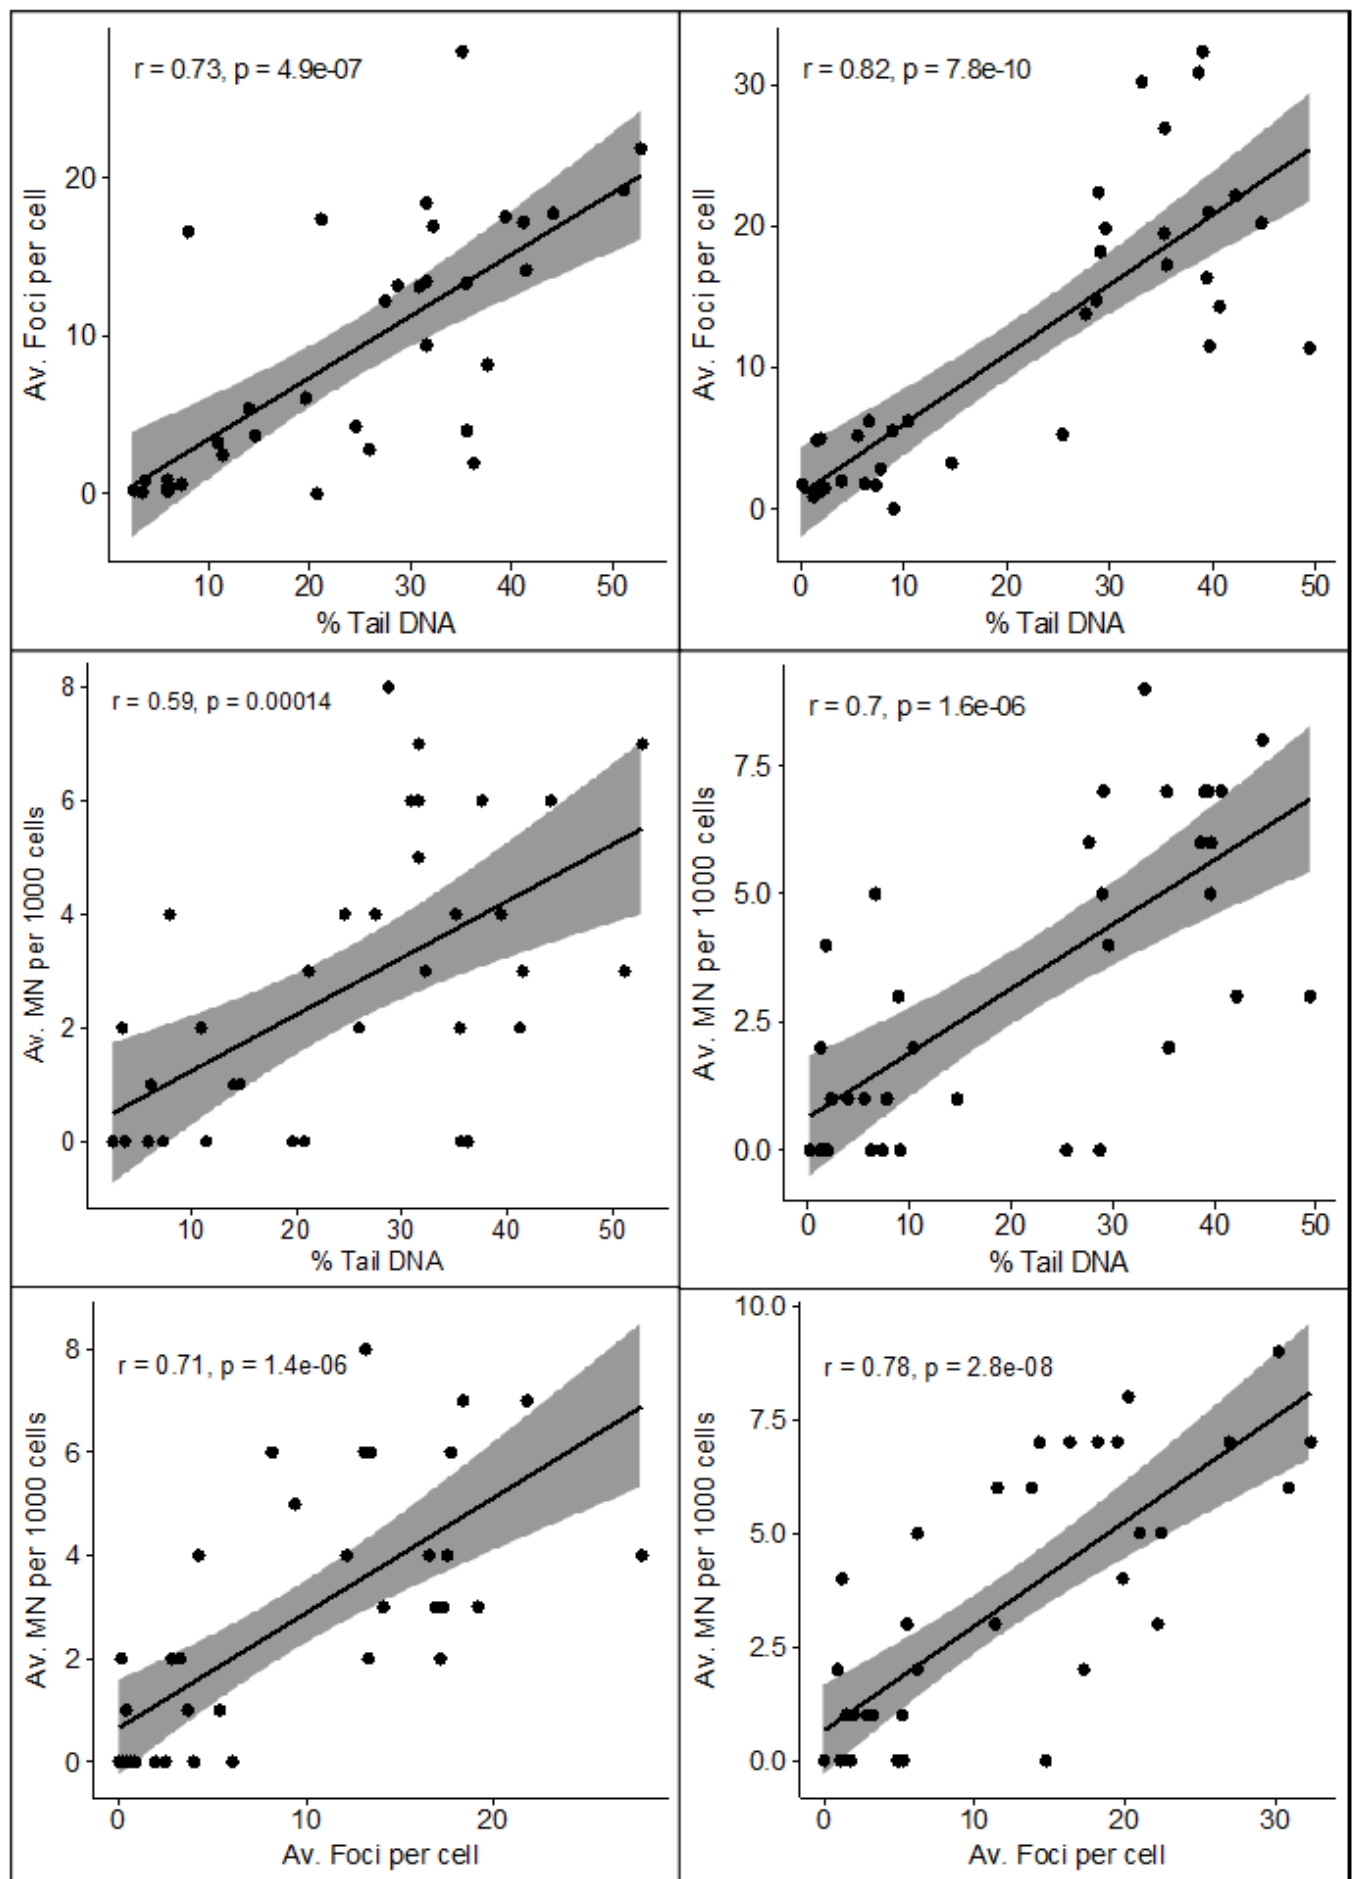 r = 0.73, p = 4.9e-07
20
10
0
Av. Foci per cell
10 20 30 40 50
% Tail DNA
r = 0.82, p = 7.8e-10
30
20
10
0
Av. Foci per cell
0 10 20 30 40 50
% Tail DNA
r = 0.59, p = 0.00014
8
6
4
2
0
Av. MN per 1000 cells
10 20 30 40 50
% Tail DNA
r = 0.7, p = 1.6e-06
7.5
5.0
2.5
0.0
Av. MN per 1000 cells
0 10 20 30 40 50
% Tail DNA
r = 0.71, p = 1.4e-06
8
6
4
2
0
Av. MN per 1000 cells
0 10 20
Av. Foci per cell
r = 0.78, p = 2.8e-08
10.0
7.5
5.0
2.5
0.0
Av. MN per 1000 cells
0 10 20 30
Av. Foci per cell